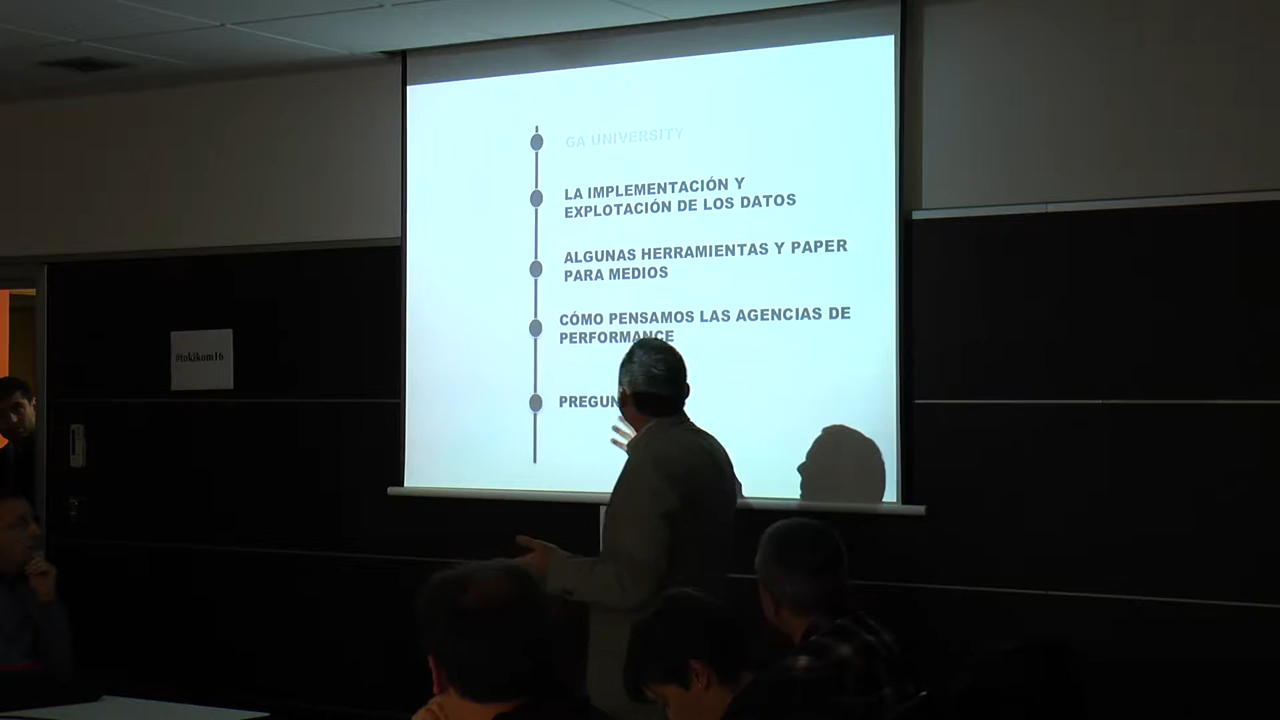 GA UNIVERSITY
LA IMPLEMENTACIÓN Y
EXPLOTACIÓN DE LOS DATOS
ALGUNAS HERRAMIENTAS Y PAPER
PARA MEDIOS
CÓMO PENSAMOS LAS AGENCIAS DE
PERFORMANCE
PREGUN
#tokikom16